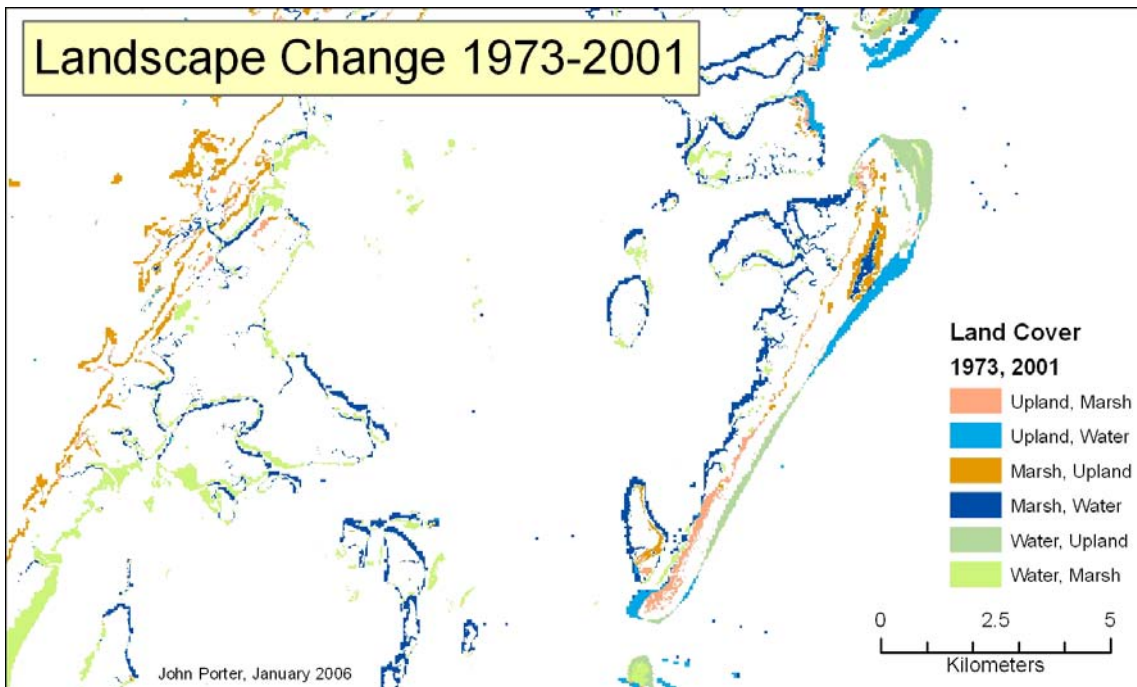 Landscape Change 1973-2001
Land Cover
1973, 2001
Upland, Marsh
Upland, Water
Marsh, Upland
Marsh, Water
Water, Upland
Water, Marsh
0 2.5 5
Kilometers
John Porter, January 2006